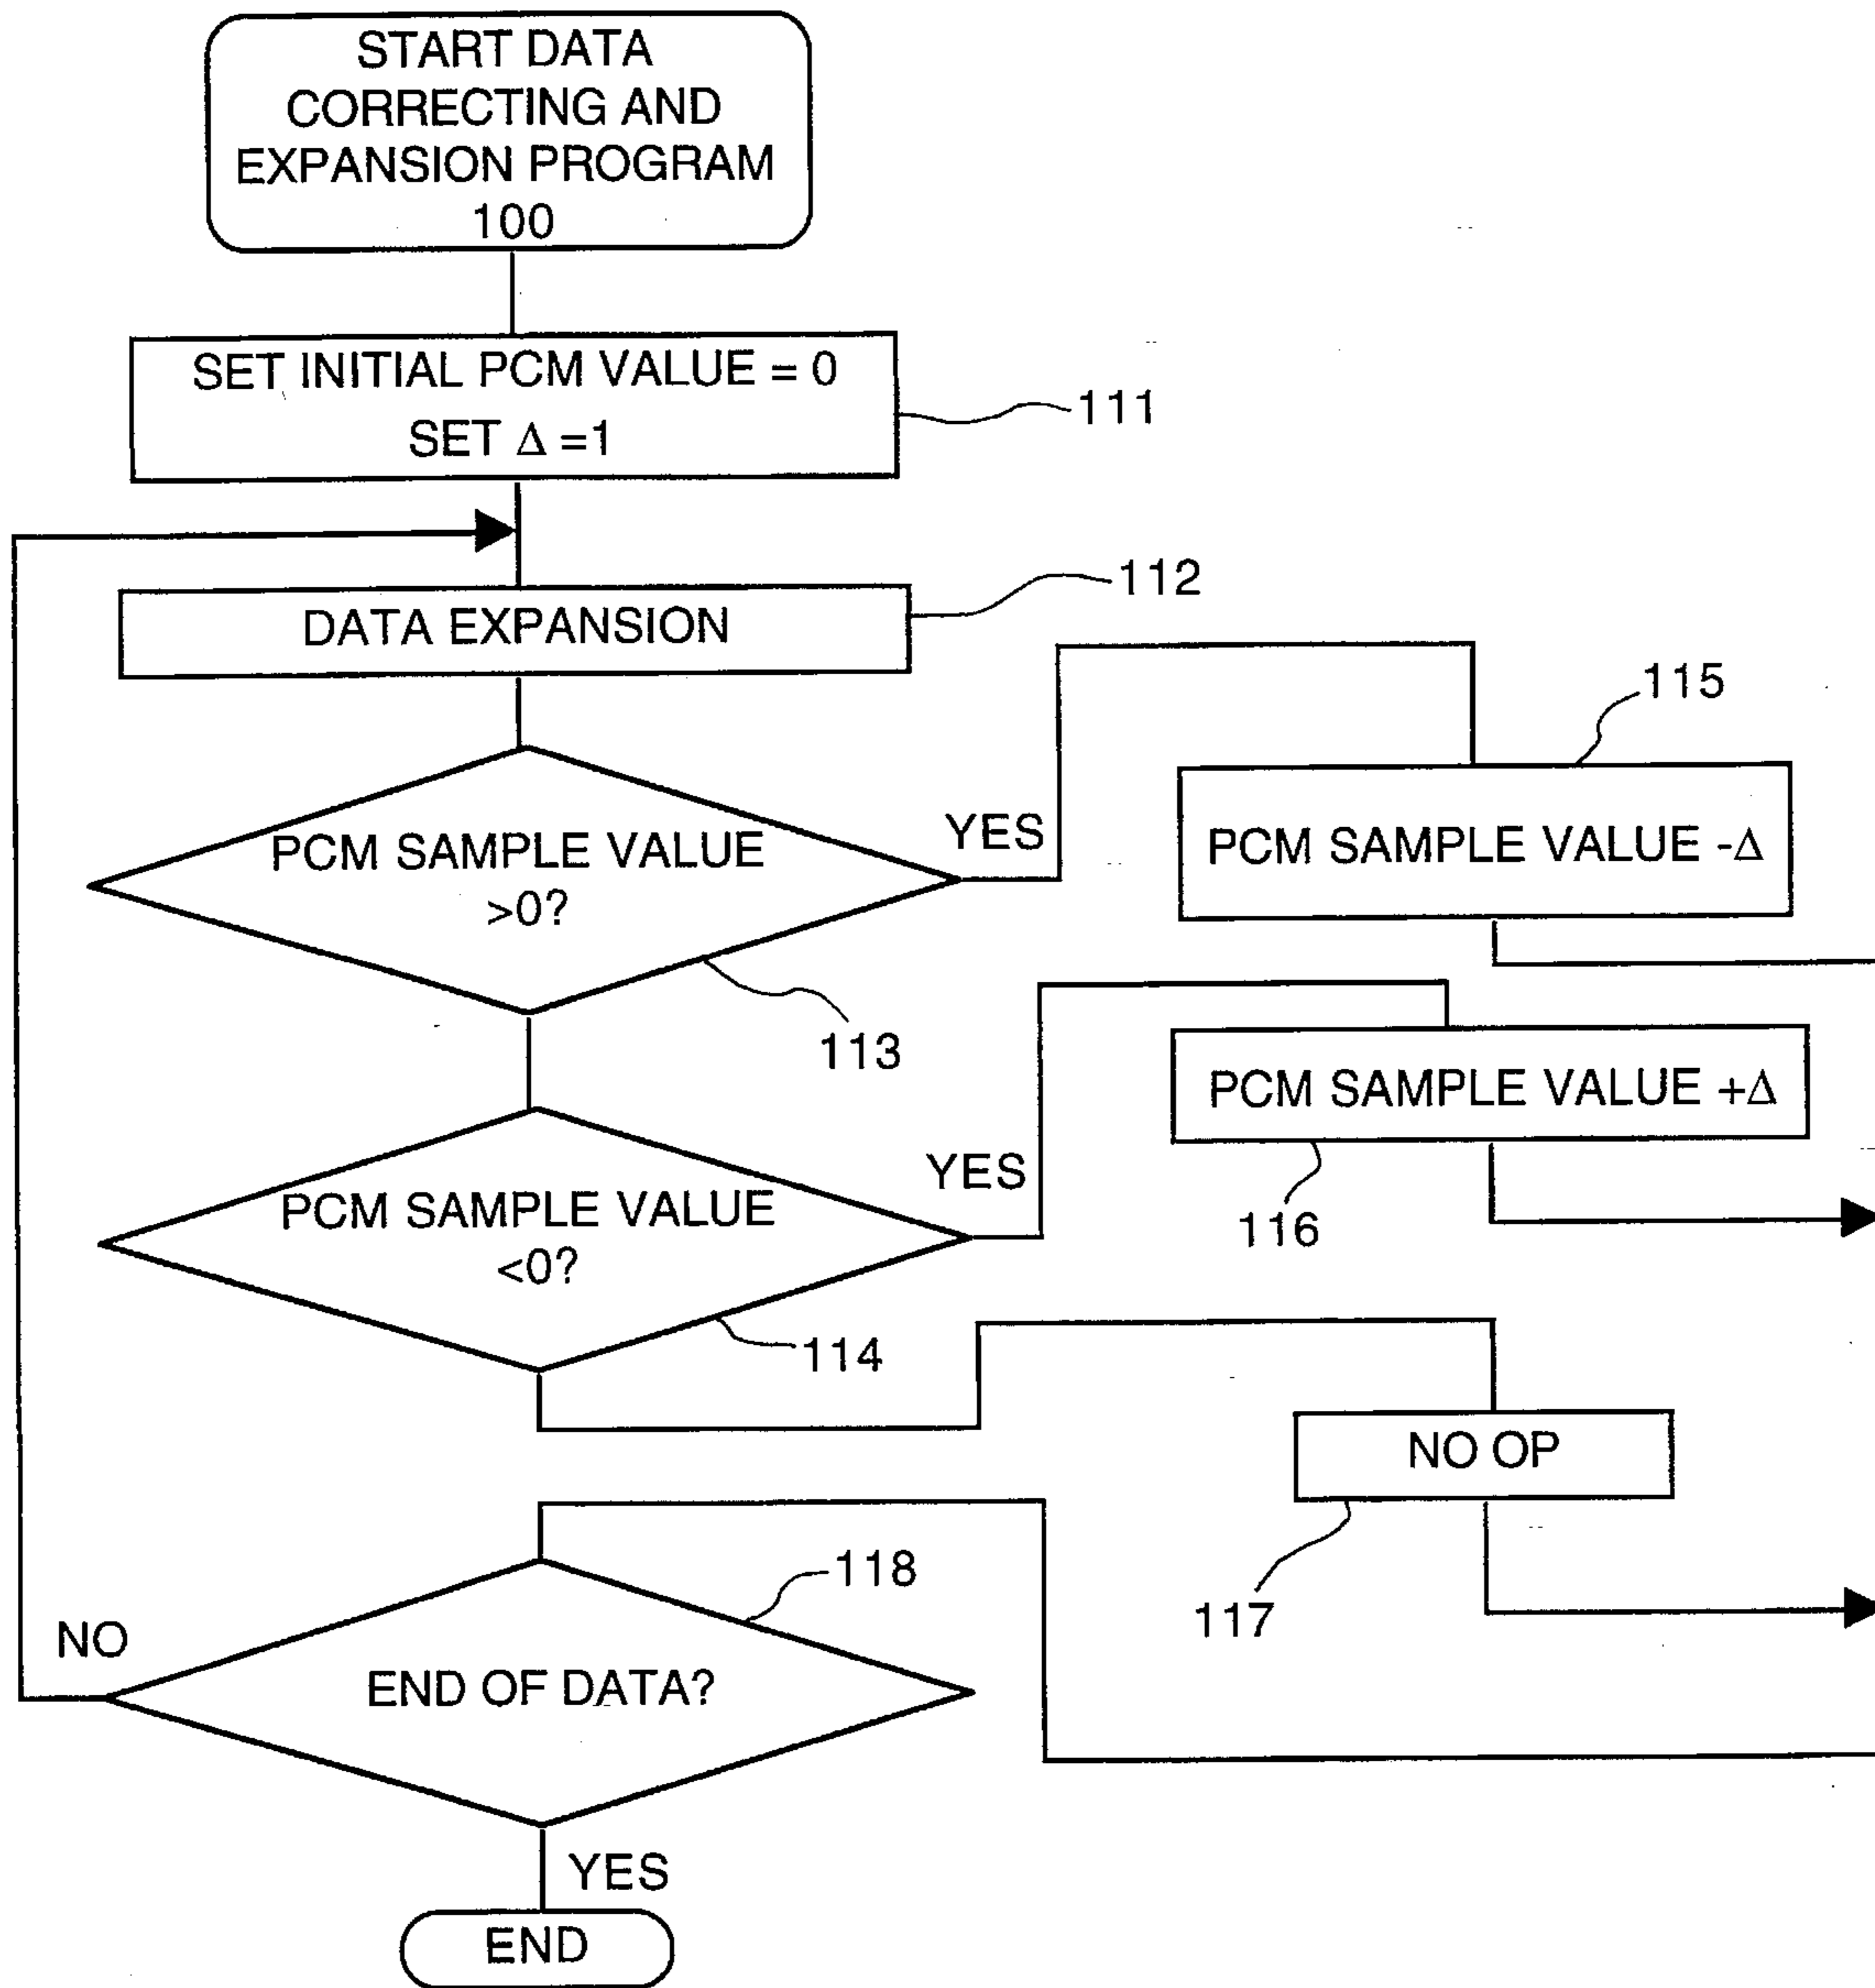 START DATA
CORRECTING AND
EXPANSION PROGRAM
100
SET INITIAL PCM VALUE = 0
SET Δ =1
111
112
DATA EXPANSION
115
YES
PCM SAMPLE VALUE
>0?
PCM SAMPLE VALUE -Δ
113
PCM SAMPLE VALUE +Δ
YES
PCM SAMPLE VALUE
<0?
116
114
NO OP
118
117
NO
END OF DATA?
YES
END